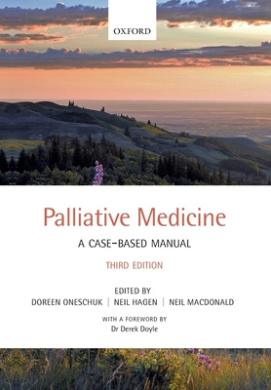 OXFORD
Palliative Medicine
A CASE-BASED MANUAL
THIRD EDITION
EDITED BY
DOREEN ONESCHUK | NEIL HAGEN | NEIL MACDONALD
WITH A FOREWORD BY
Dr Derek Doyle